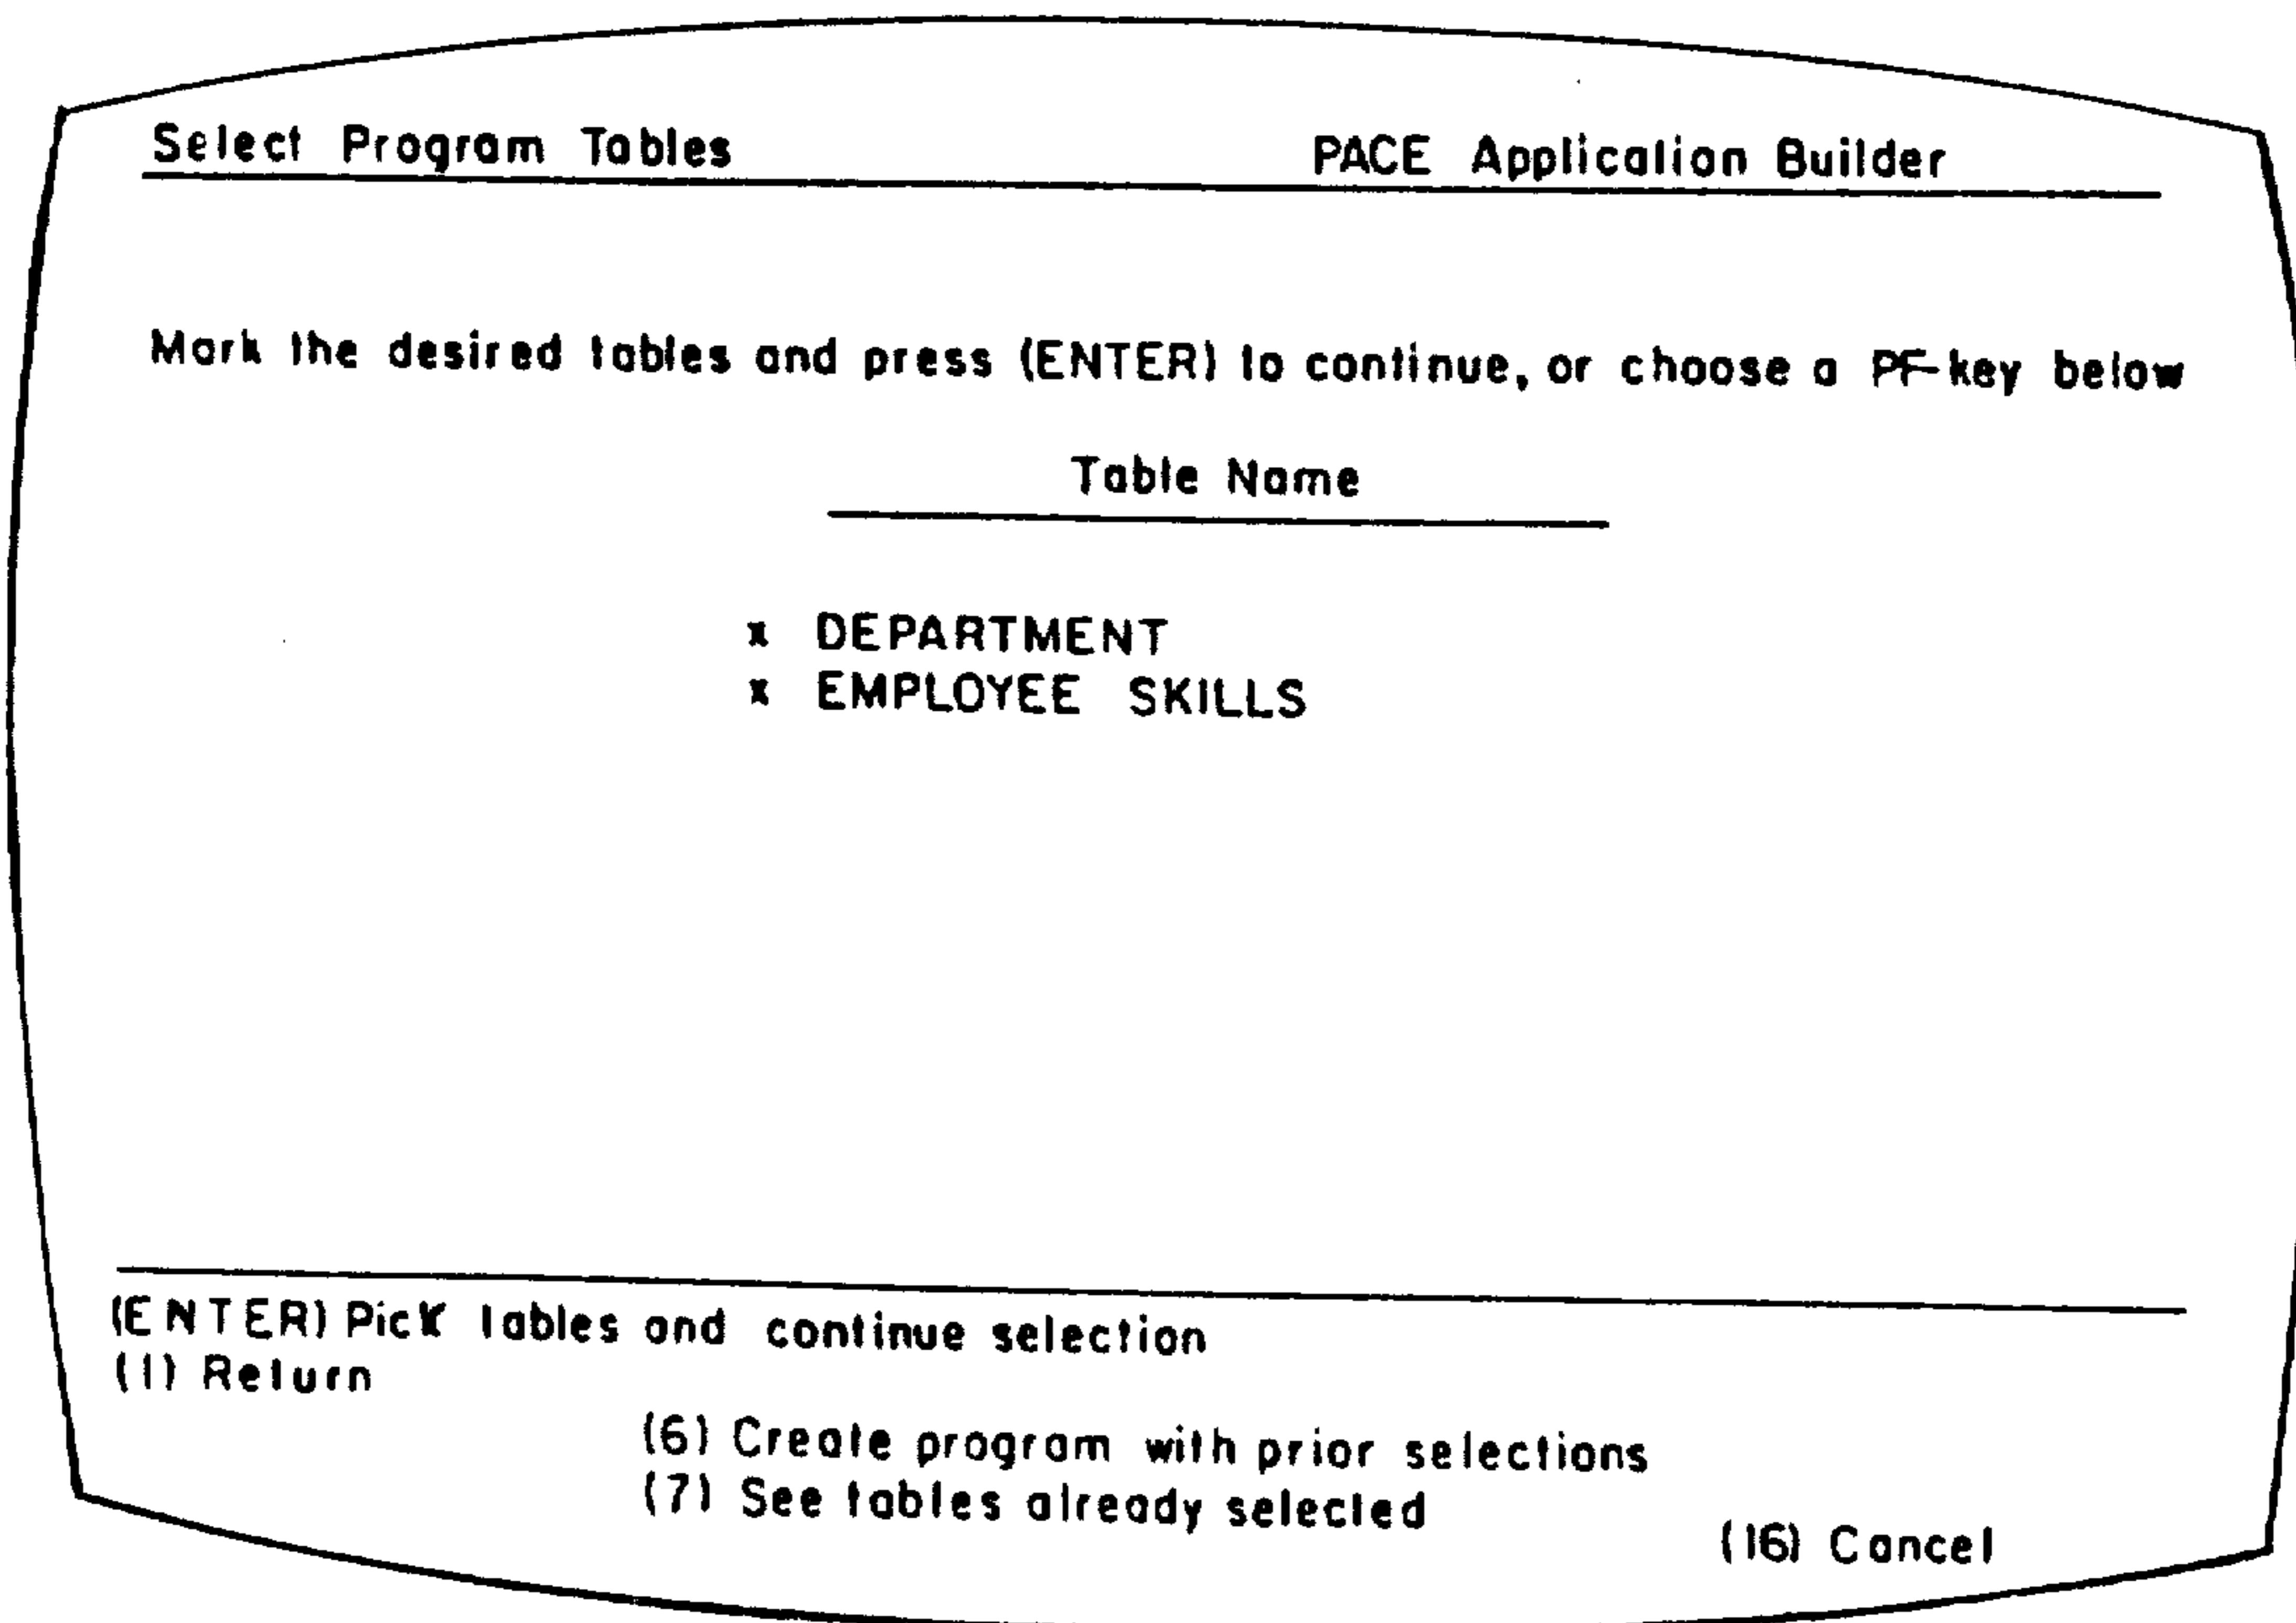 Select Program Tables PACE Application Builder
Mark the desired tables and press (ENTER) to continue, or choose a PF-key below
Table Name
x DEPARTMENT
x EMPLOYEE SKILLS
(ENTER) Pick tables and continue selection
(1) Return
(6) Create program with prior selections
(7) See tables already selected
(16) Cancel